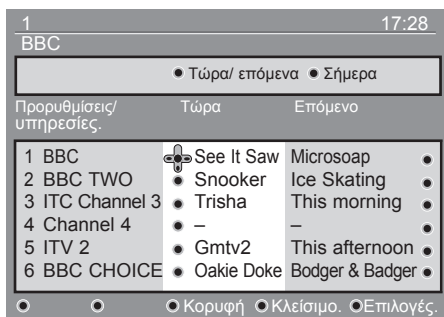 1 17:28
BBC
Τώρα/ επόμενα Σήμερα
Προρυθμίσεις/ Τώρα Επόμενο
υπηρεσίες.
1 BBC See It Saw Microsoap
2 BBC TWO Snooker Ice Skating
3 ITC Channel 3 Trisha This morning
4 Channel 4 – –
5 ITV 2 Gmtv2 This afternoon
6 BBC CHOICE Oakie Doke Bodger & Badger
Κορυφή Κλείσιμο. Επιλογές.